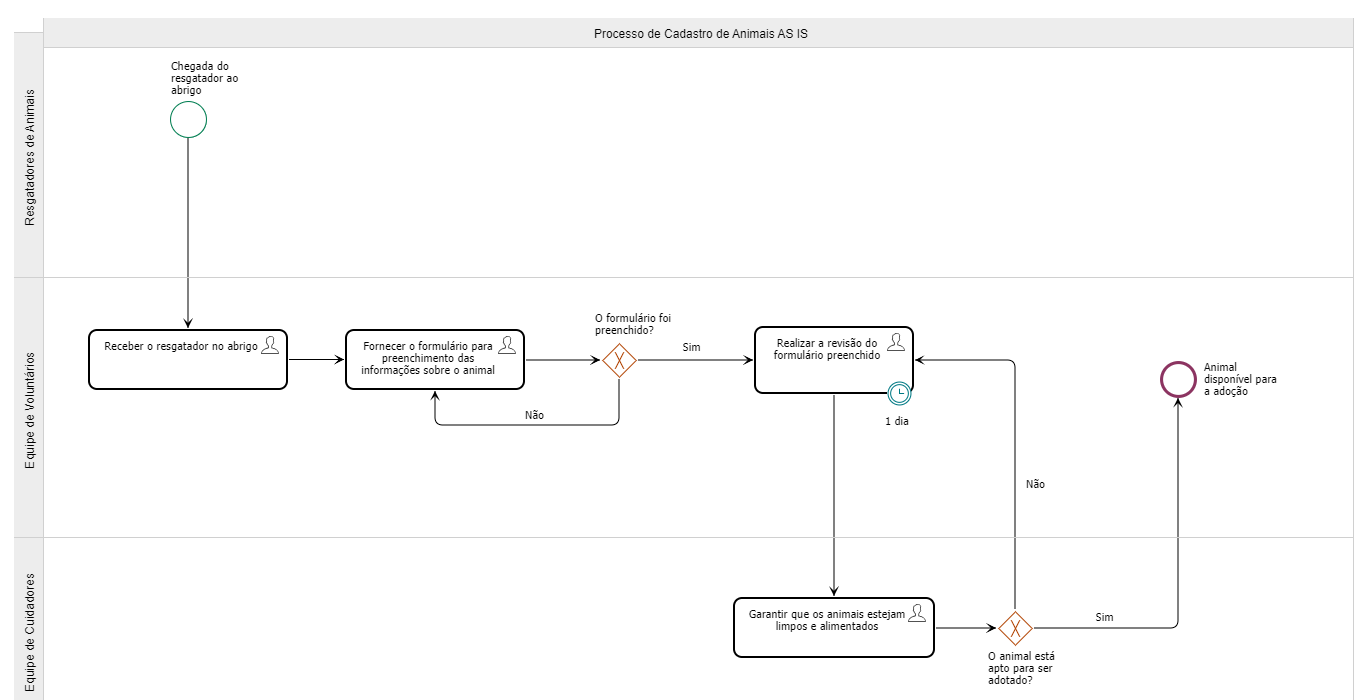 Processo de Cadastro de Animais AS IS
Resgatadores de Animais
Chegada do
resgatador ao
abrigo
Equipe de Voluntários
Receber o resgatador no abrigo
Fornecer o formulário para
preenchimento das
informações sobre o animal
O formulário foi
preenchido?
Sim
Não
Realizar a revisão do
formulário preenchido
1 dia
Não
Animal
disponível para
a adoção
Equipe de Cuidadores
Garantir que os animais estejam
limpos e alimentados
O animal está
apto para ser
adotado?
Sim